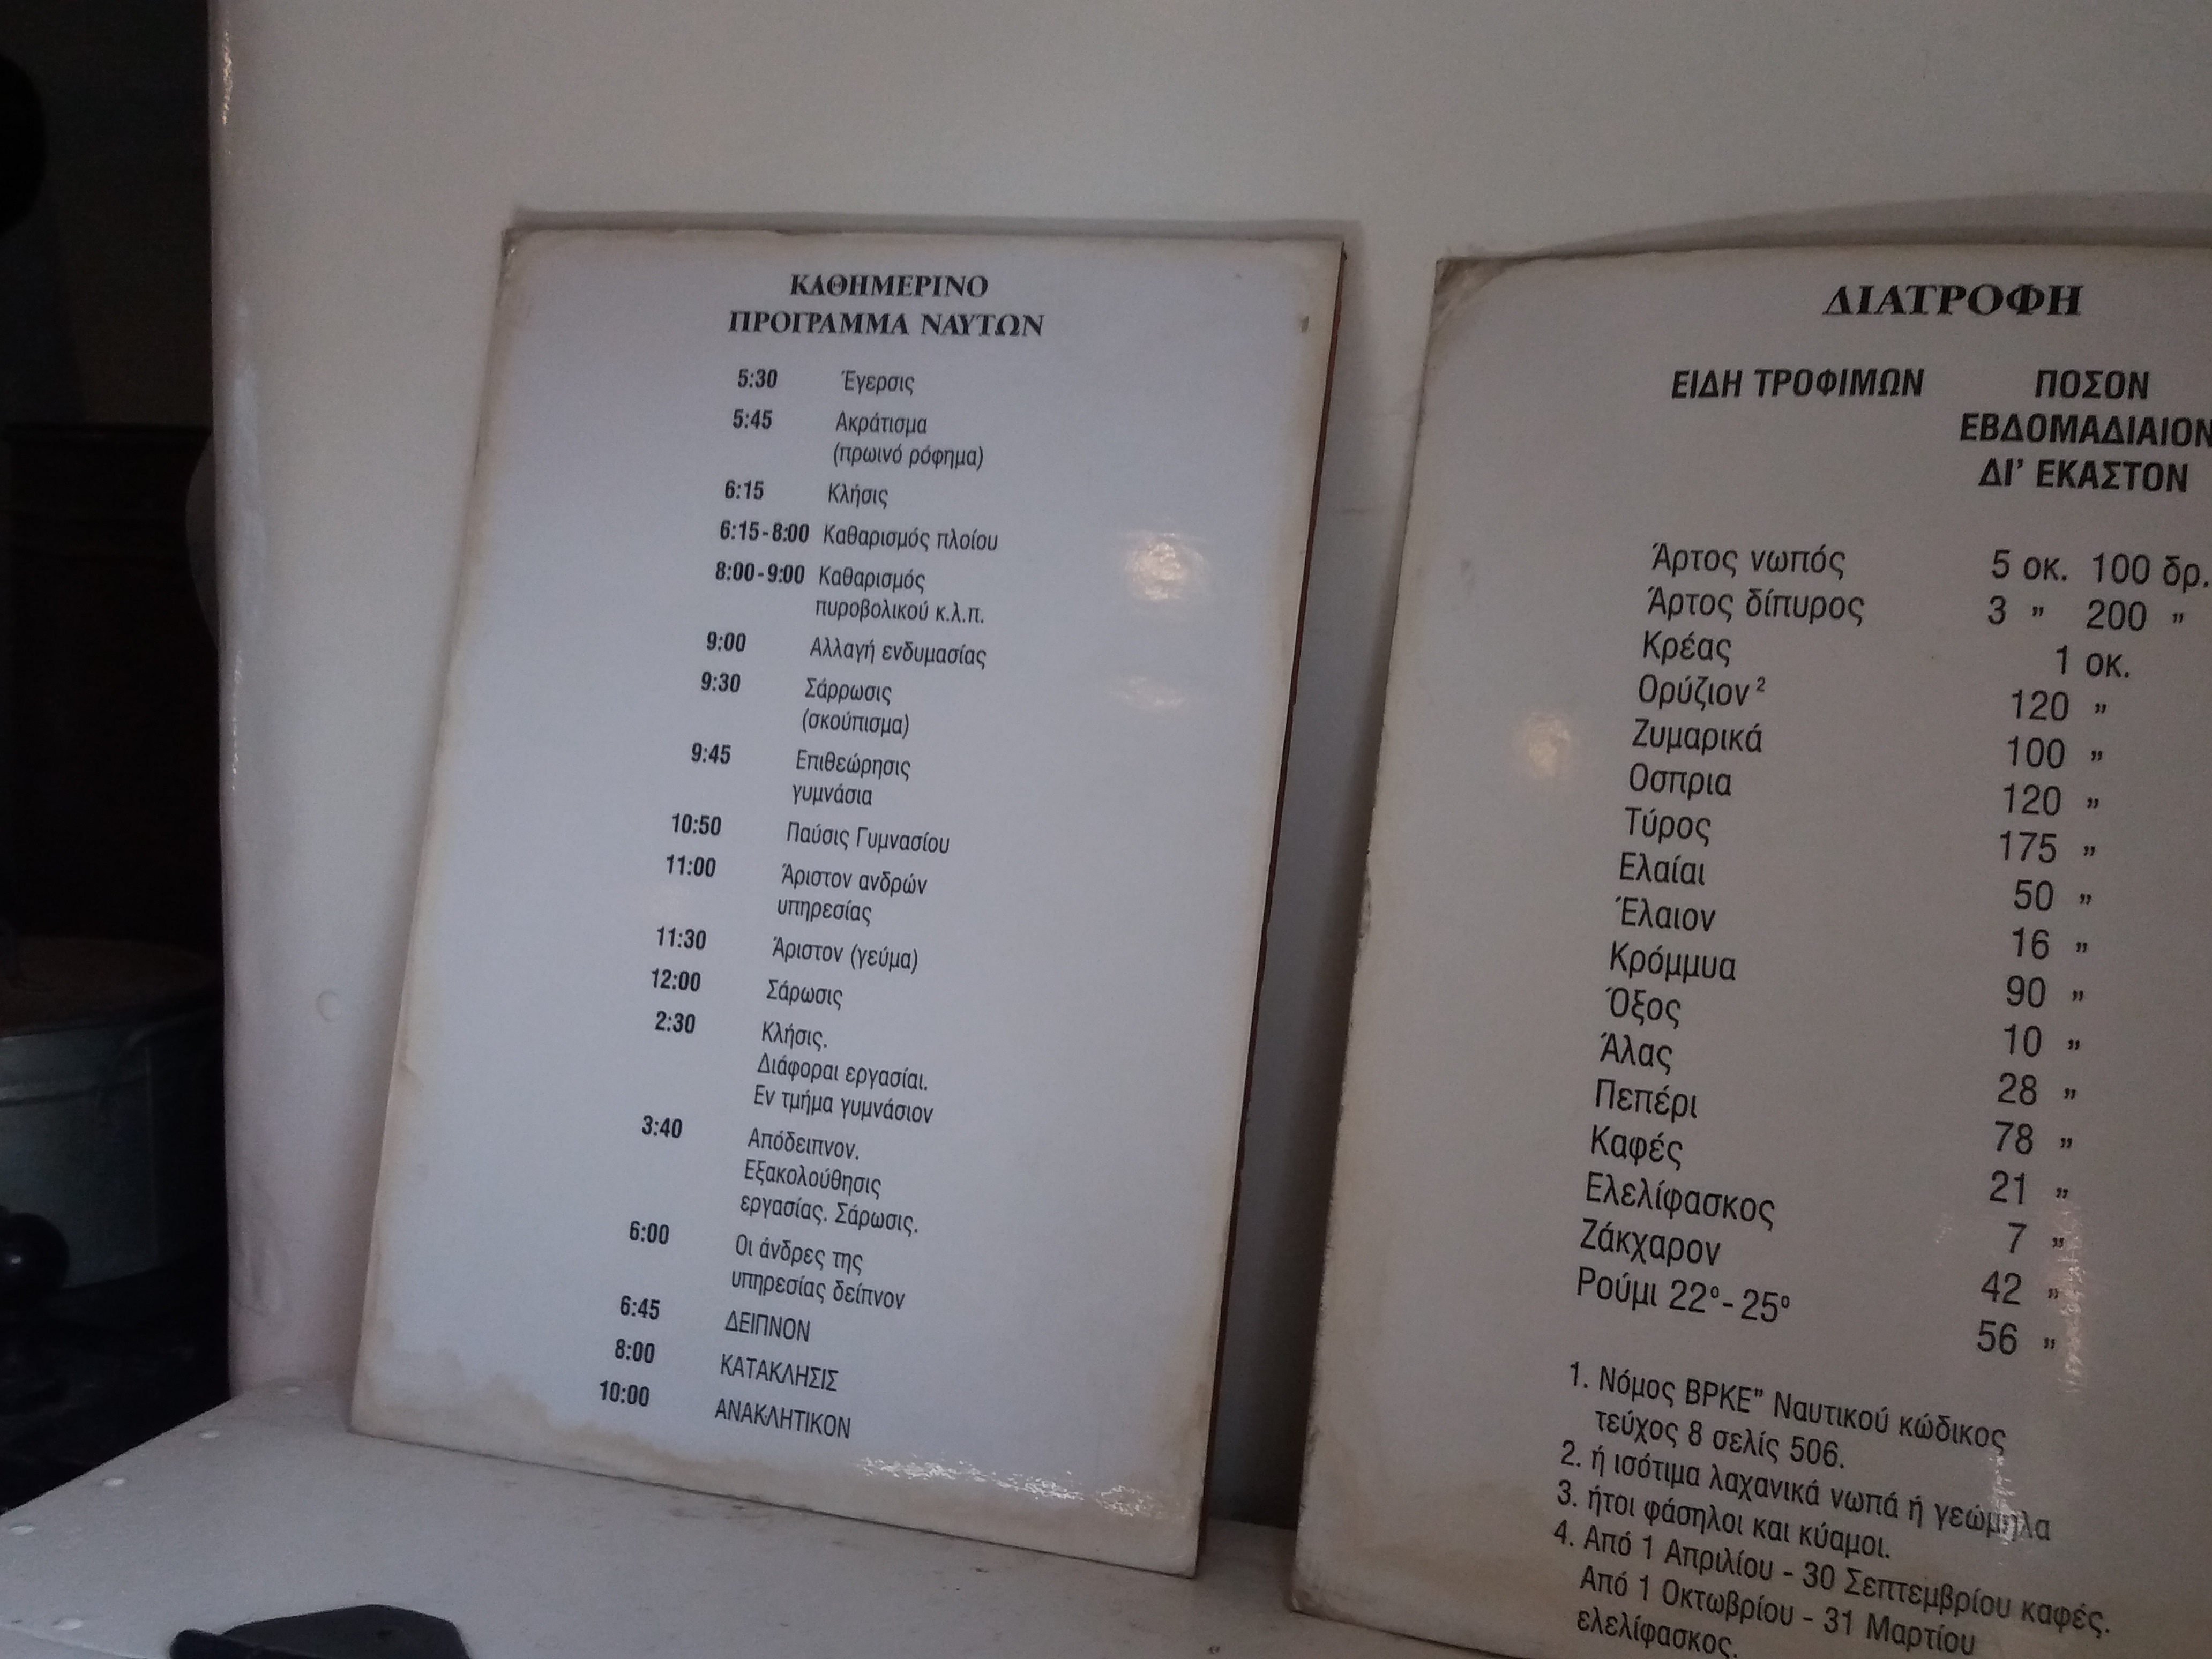 ΚΑΘΗΜΕΡΙΝΟ
ΠΡΟΓΡΑΜΜΑ ΝΑΥΤΩΝ
5:30 Έγερσις
5:45 Ακράτισμα
(πρωινό ρόφημα)
6:15 Κλήσις
6:15-8:00 Καθαρισμός πλοίου
8:00-9:00 Καθαρισμός
πυροβολικού κ.λ.π.
9:00 Αλλαγή ενδυμασίας
9:30 Σάρρωσις
(σκούπισμα)
9:45 Επιθεώρησις
γυμνάσια
10:50 Παύσις Γυμνασίου
11:00 Άριστον ανδρών
υπηρεσίας
11:30 Άριστον (γεύμα)
12:00 Σάρωσις
2:30 Κλήσις.
Διάφοραι εργασίαι.
Εν τμήμα γυμνάσιον
3:40 Απόδειπνον.
Εξακολούθησις
εργασίας. Σάρωσις.
6:00 Οι άνδρες της
υπηρεσίας δείπνον
6:45 ΔΕΙΠΝΟΝ
8:00 ΚΑΤΑΚΛΗΣΙΣ
10:00 ΑΝΑΚΛΗΤΙΚΟΝ
ΔΙΑΤΡΟΦΗ
ΕΙΔΗ ΤΡΟΦΙΜΩΝ ΠΟΣΟΝ
ΕΒΔΟΜΑΔΙΑΙΟΝ
ΔΙ' ΕΚΑΣΤΟΝ
Άρτος νωπός 5 οκ. 100 δρ.
Άρτος δίπυρος 3 " 200 "
Κρέας 1 οκ.
Ορύζιον² 120 "
Ζυμαρικά 100 "
Οσπρια 120 "
Τύρος 175 "
Ελαίαι 50 "
Έλαιον 16 "
Κρόμμυα 90 "
Όξος 10 "
Άλας 28 "
Πεπέρι 78 "
Καφές 21 "
Ελελίφασκος 7 "
Ζάκχαρον 42 "
Ρούμι 22º-25º 56 "
1. Νόμος ΒΡΚΕ" Ναυτικού κώδικος
τεύχος 8 σελίς 506.
2. ή ισότιμα λαχανικά νωπά ή γεώμηλα
3. ήτοι φάσηλοι και κύαμοι.
4. Από 1 Απριλίου - 30 Σεπτεμβρίου καφές.
Από 1 Οκτωβρίου - 31 Μαρτίου
ελελίφασκος.